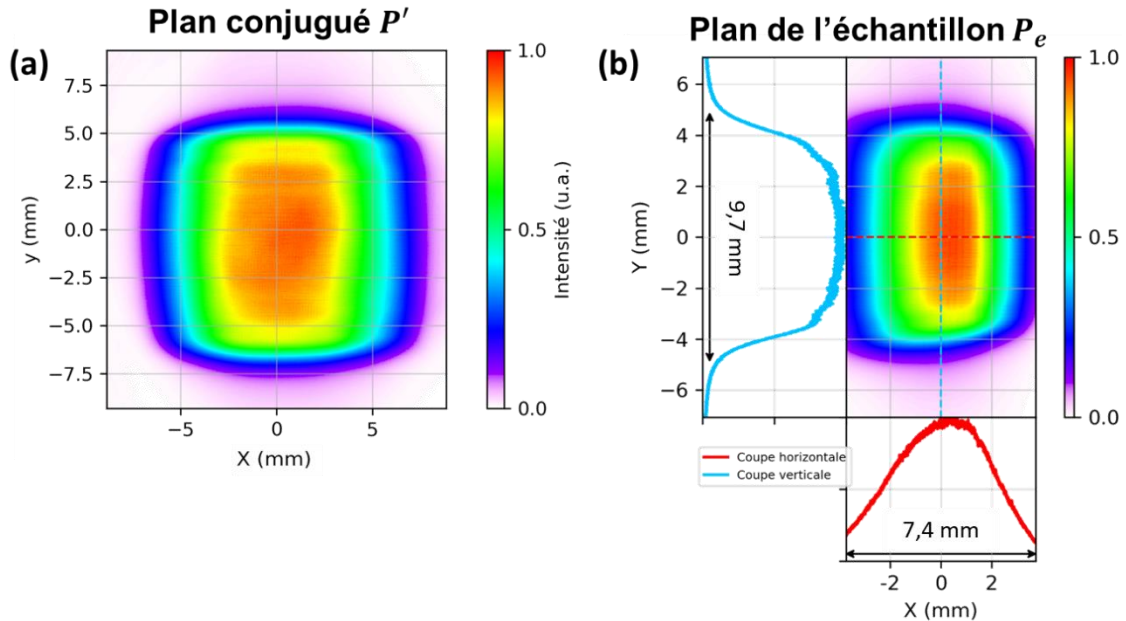 Plan conjugué P′
(a)
7.5
5.0
2.5
0.0
−2.5
−5.0
−7.5
y (mm)
−5
0
5
X (mm)
1.0
0.5
0.0
Intensité (u.a.)
Plan de l’échantillon Pₑ
(b)
6
4
2
0
−2
−4
−6
Y (mm)
9,7 mm
1.0
0.5
0.0
Coupe horizontale
Coupe verticale
7,4 mm
-2
0
2
X (mm)